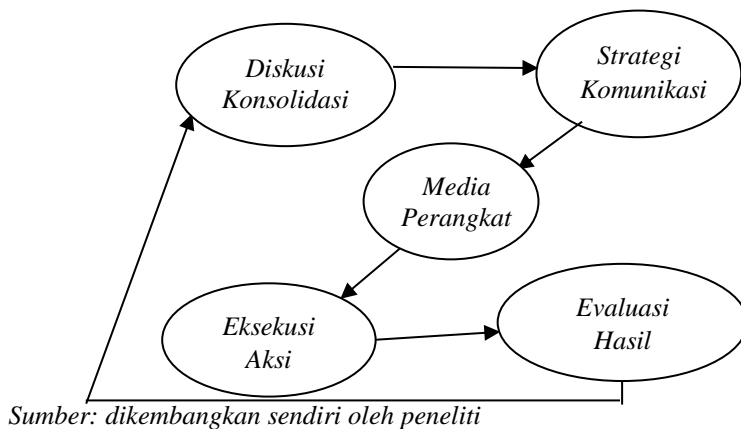 Diskusi
Konsolidasi
Strategi
Komunikasi
Media
Perangkat
Eksekusi
Aksi
Evaluasi
Hasil
Sumber: dikembangkan sendiri oleh peneliti